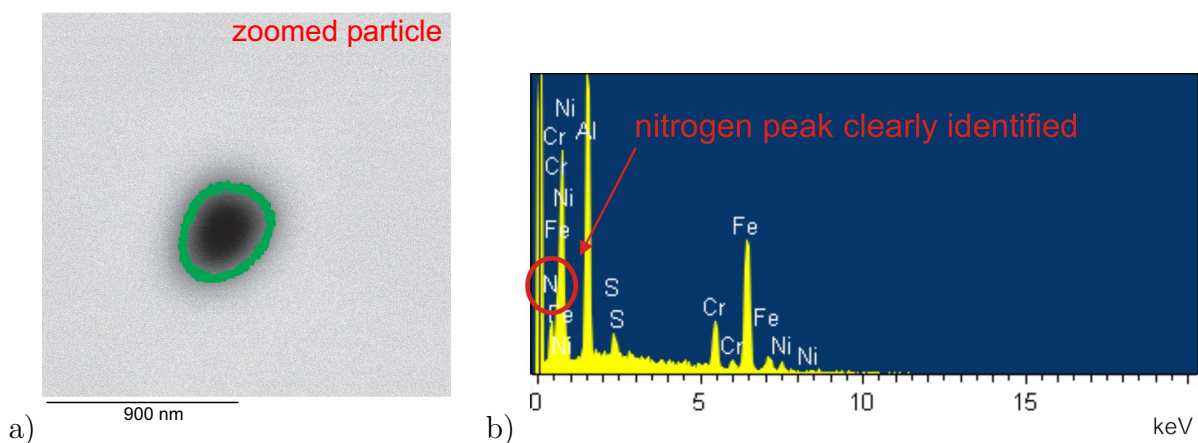 zoomed particle
900 nm
a)
nitrogen peak clearly identified
Ni
Cr Al
Cr
Ni
Fe
N
Fe
Ni
S
S
Cr
Cr
Fe
Fe
Ni
Ni
0 5 10 15
keV
b)